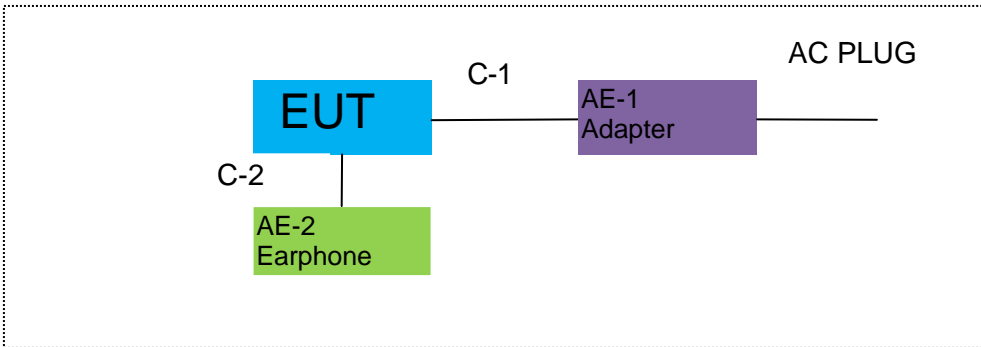 AC PLUG
C-1
EUT
AE-1
Adapter
C-2
AE-2
Earphone